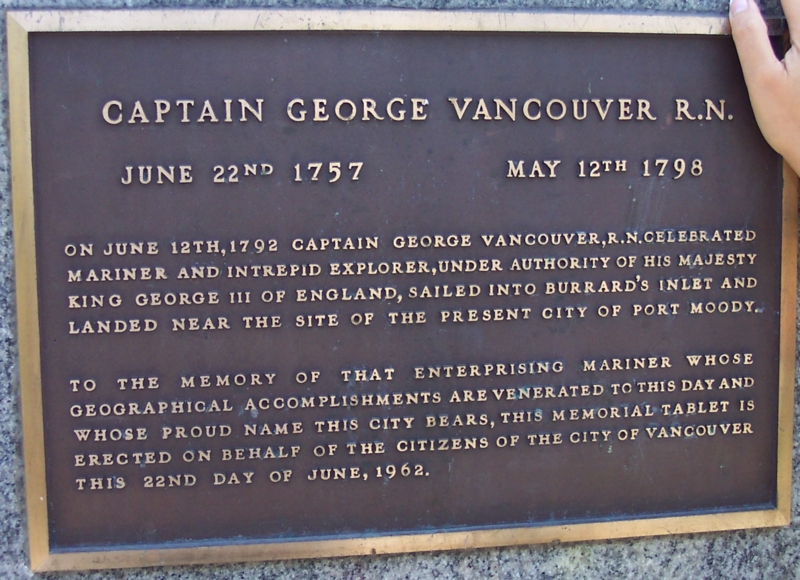 CAPTAIN GEORGE VANCOUVER R.N.
JUNE 22ND 1757 MAY 12TH 1798
ON JUNE 12TH, 1792 CAPTAIN GEORGE VANCOUVER, R.N. CELEBRATED
MARINER AND INTREPID EXPLORER, UNDER AUTHORITY OF HIS MAJESTY
KING GEORGE III OF ENGLAND, SAILED INTO BURRARD'S INLET AND
LANDED NEAR THE SITE OF THE PRESENT CITY OF PORT MOODY.
TO THE MEMORY OF THAT ENTERPRISING MARINER WHOSE
GEOGRAPHICAL ACCOMPLISHMENTS ARE VENERATED TO THIS DAY AND
WHOSE PROUD NAME THIS CITY BEARS, THIS MEMORIAL TABLET IS
ERECTED ON BEHALF OF THE CITIZENS OF THE CITY OF VANCOUVER
THIS 22ND DAY OF JUNE, 1962.